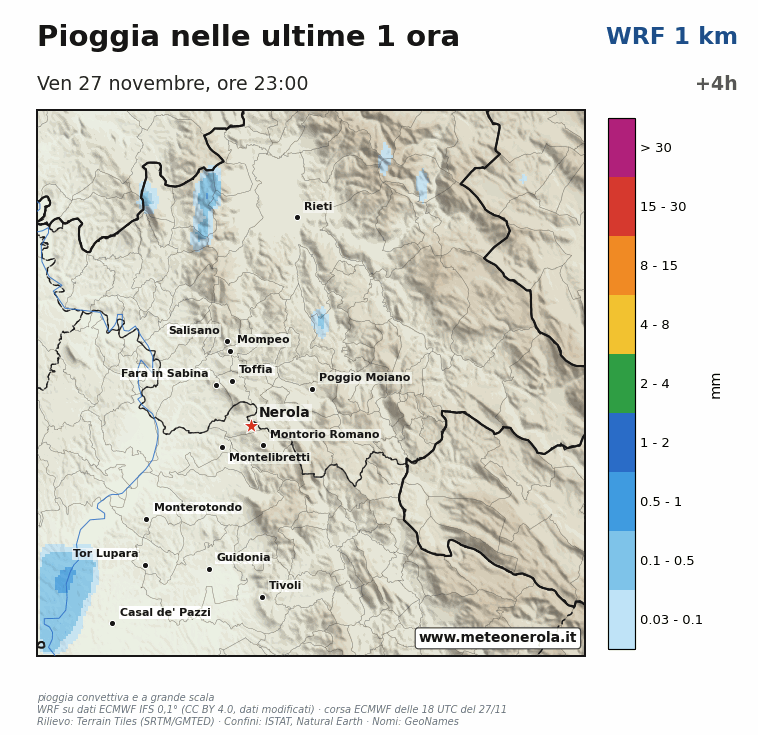 Pioggia nelle ultime 1 ora
WRF 1 km
Ven 27 novembre, ore 23:00
+4h
Rieti
Salisano
Mompeo
Toffia
Fara in Sabina
Poggio Moiano
Nerola
Montorio Romano
Montelibretti
Monterotondo
Tor Lupara
Guidonia
Tivoli
Casal de' Pazzi
www.meteonerola.it
> 30
15 - 30
8 - 15
4 - 8
2 - 4
1 - 2
0.5 - 1
0.1 - 0.5
0.03 - 0.1
mm
pioggia convettiva e a grande scala
WRF su dati ECMWF IFS 0,1° (CC BY 4.0, dati modificati) · corsa ECMWF delle 18 UTC del 27/11
Rilievo: Terrain Tiles (SRTM/GMTED) · Confini: ISTAT, Natural Earth · Nomi: GeoNames